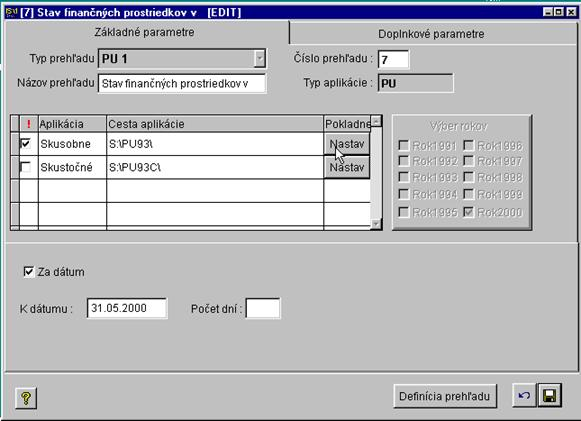 [7] Stav finančných prostriedkov v [EDIT]
Základné parametre
Doplnkové parametre
Typ prehľadu PU 1
Číslo prehľadu : 7
Názov prehľadu Stav finančných prostriedkov v
Typ aplikácie : PU
! Aplikácia Cesta aplikácie Pokladne
Skusobne S:\PU93\ Nastav
Skustočné S:\PU93C\ Nastav
Výber rokov
Rok1991 Rok1996
Rok1992 Rok1997
Rok1993 Rok1998
Rok1994 Rok1999
Rok1995 Rok2000
Za dátum
K dátumu : 31.05.2000 Počet dní :
? Definícia prehľadu